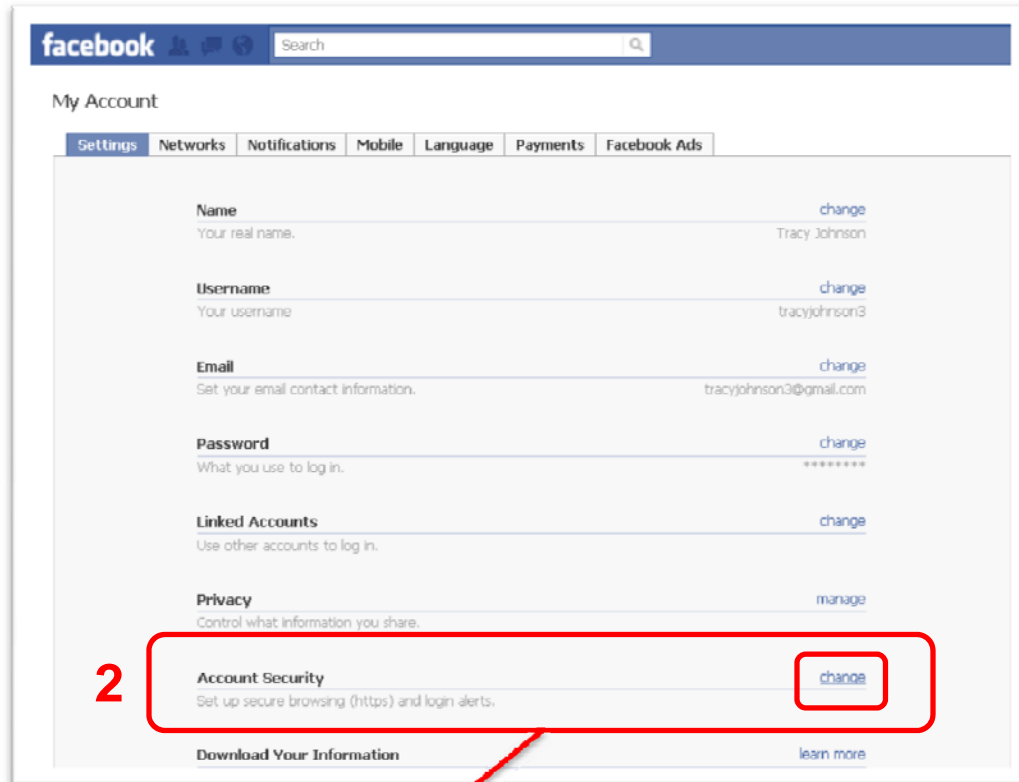 facebook Search
My Account
Settings Networks Notifications Mobile Language Payments Facebook Ads
Name change
Your real name. Tracy Johnson
Username change
Your username tracyjohnson3
Email change
Set your email contact information. tracyjohnson3@gmail.com
Password change
What you use to log in. ********
Linked Accounts change
Use other accounts to log in.
Privacy manage
Control what information you share.
2 Account Security change
Set up secure browsing (https) and login alerts.
Download Your Information learn more